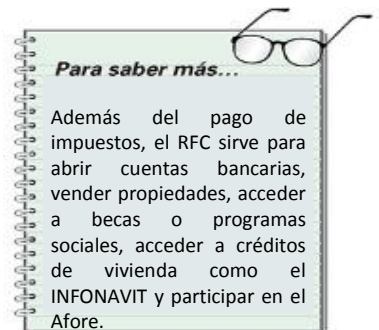 Para saber más...
Además del pago de
impuestos, el RFC sirve para
abrir cuentas bancarias,
vender propiedades, acceder
a becas o programas
sociales, acceder a créditos
de vivienda como el
INFONAVIT y participar en el
Afore.